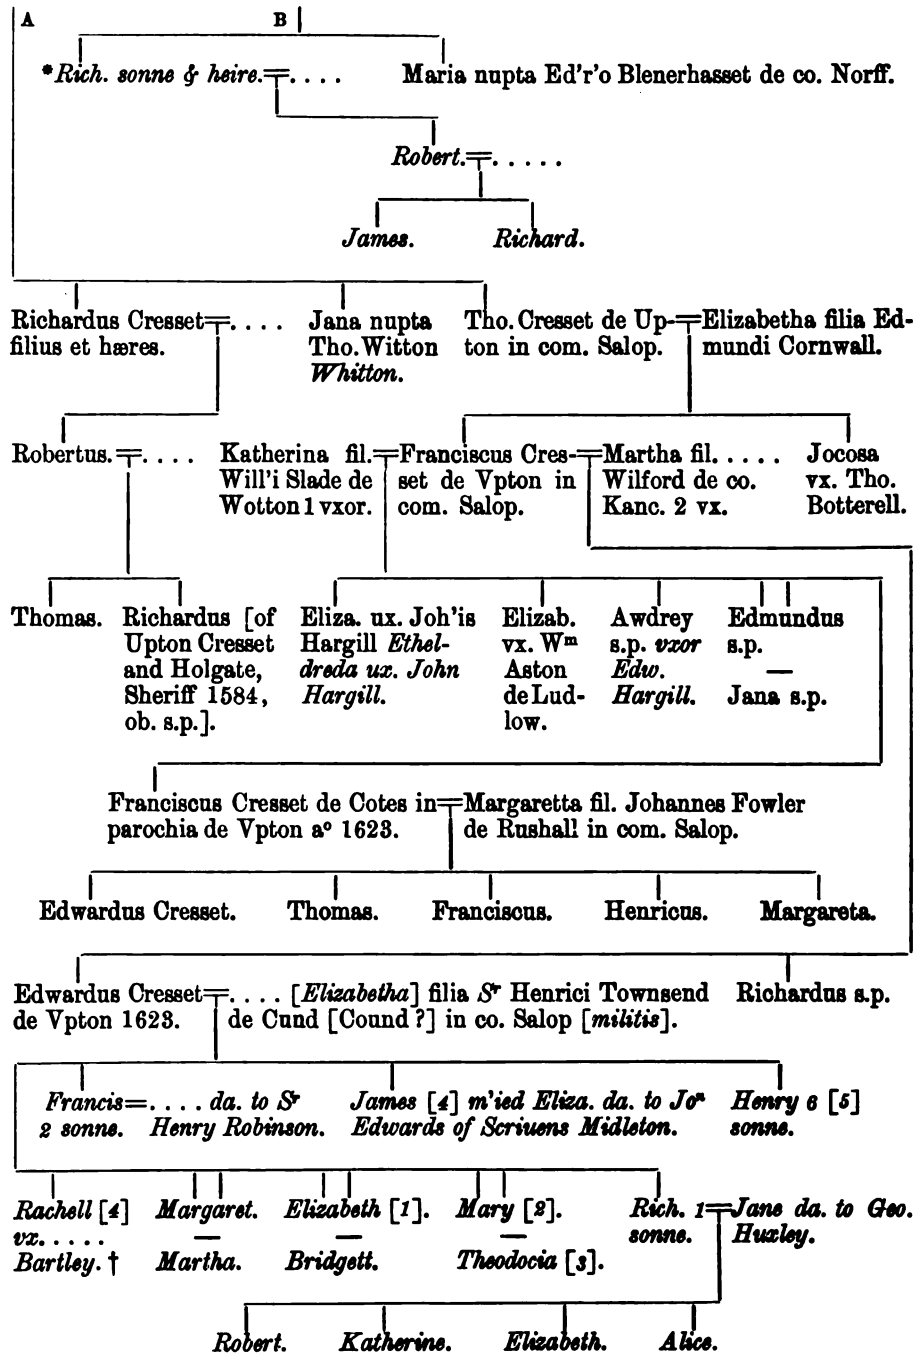 A B
*Rich. sonne & heire.=.... Maria nupta Ed'r'o Blenerhasset de co. Norff.
Robert.=.....
James. Richard.
Richardus Cresset=.... Jana nupta Tho. Cresset de Up-=Elizabetha filia Ed-
filius et hæres. Tho. Witton ton in com. Salop. mundi Cornwall.
Whitton.
Robertus.=.... Katherina fil.=Franciscus Cres-=Martha fil..... Jocosa
Will'i Slade de set de Vpton in Wilford de co. vx. Tho.
Wotton 1 vxor. com. Salop. Kanc. 2 vx. Botterell.
Thomas. Richardus [of Eliza. ux. Joh'is Elizab. Awdrey Edmundus
Upton Cresset Hargill Ethel- vx. Wm s.p. vxor s.p.
and Holgate, dreda ux. John Aston Edw. —
Sheriff 1584, Hargill. de Lud- Hargill. Jana s.p.
ob. s.p.]. low.
Franciscus Cresset de Cotes in=Margaretta fil. Johannes Fowler
parochia de Vpton aº 1623. de Rushall in com. Salop.
Edwardus Cresset. Thomas. Franciscus. Henricus. Margareta.
Edwardus Cresset=.... [Elizabetha] filia Sr Henrici Townsend Richardus s.p.
de Vpton 1623. de Cund [Cound ?] in co. Salop [militis].
Francis=.... da. to Sr James [4] m'ied Eliza. da. to Jon Henry 6 [5]
2 sonne. Henry Robinson. Edwards of Scriuens Midleton. sonne.
Rachell [4] Margaret. Elizabeth [1]. Mary [2]. Rich. 1=Jane da. to Geo.
vx..... — — — sonne. Huxley.
Bartley. † Martha. Bridgett. Theodocia [3].
Robert. Katherine. Elizabeth. Alice.